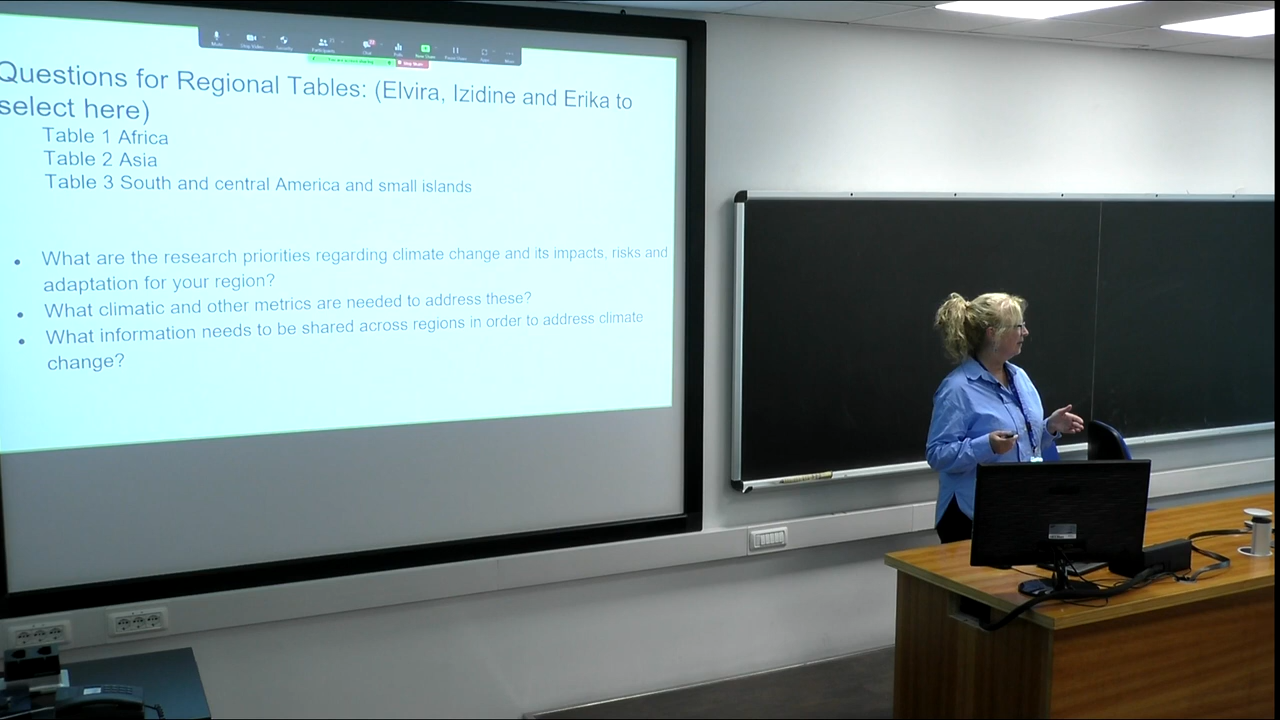 Questions for Regional Tables: (Elvira, Izidine and Erika to
select here)
Table 1 Africa
Table 2 Asia
Table 3 South and central America and small islands
• What are the research priorities regarding climate change and its impacts, risks and
adaptation for your region?
• What climatic and other metrics are needed to address these?
• What information needs to be shared across regions in order to address climate
change?